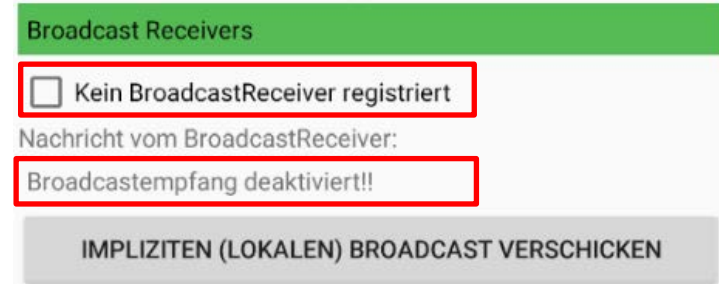 Broadcast Receivers
Kein BroadcastReceiver registriert
Nachricht vom BroadcastReceiver:
Broadcastempfang deaktiviert!!
IMPLIZITEN (LOKALEN) BROADCAST VERSCHICKEN